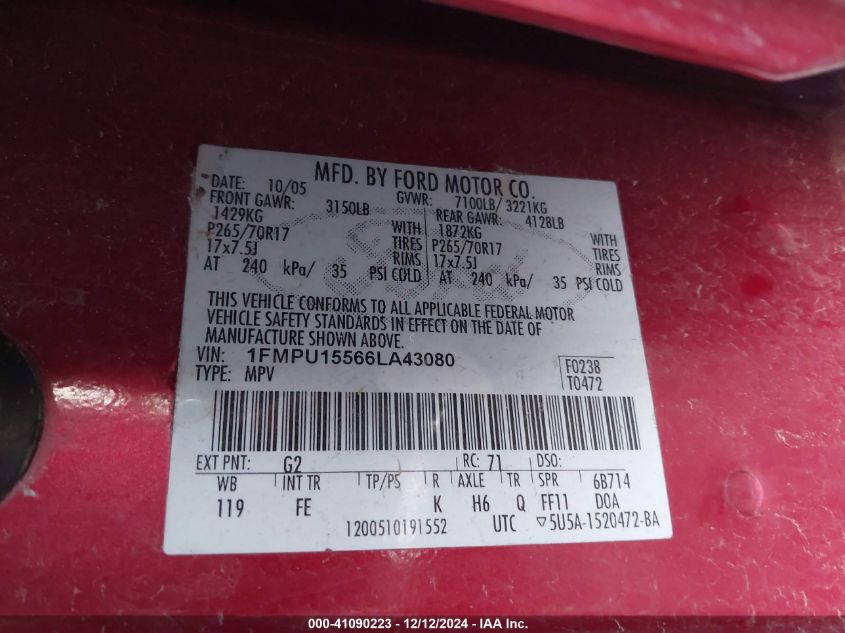 MFD. BY FORD MOTOR CO.
DATE: 10/05 GVWR: 7100LB/ 3221KG
FRONT GAWR: 3150LB REAR GAWR: 4128LB
1429KG WITH 1872KG WITH
P265/70R17 TIRES P265/70R17 TIRES
17x7.5J RIMS 17x7.5J RIMS
AT 240 kPa/ 35 PSI COLD AT 240 kPa/ 35 PSI COLD
THIS VEHICLE CONFORMS TO ALL APPLICABLE FEDERAL MOTOR
VEHICLE SAFETY STANDARDS IN EFFECT ON THE DATE OF
MANUFACTURE SHOWN ABOVE.
VIN: 1FMPU15566LA43080 F0238
TYPE: MPV T0472
EXT PNT: G2 RC: 71 DSO:
WB INT TR TP/PS R AXLE TR SPR 6B714
119 FE K H6 Q FF11 DOA
1200510191552 UTC ▽5U5A-1520472-BA
000-41090223 - 12/12/2024 - IAA Inc.